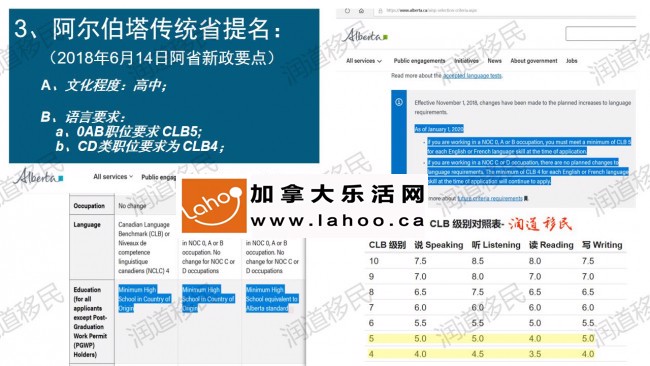 3、阿尔伯塔传统省提名：
（2018年6月14日阿省新政要点）
A、文化程度：高中；
B、语言要求：
a、0AB职位要求 CLB5;
b、CD类职位要求为 CLB4；
https://www.alberta.ca/ainp-selection-criteria.aspx
Alberta
All services
Public engagements
Initiatives
News
About government
Jobs
Read more about the accepted language tests.
Effective November 1, 2018, changes have been made to the planned increases to language
requirements.
As of January 1, 2020
If you are working in a NOC 0, A or B occupation, you must meet a minimum of CLB 5
for each English or French language skill at the time of application.
If you are working in a NOC C or D occupation, there are no planned changes to
language requirements. The minimum of CLB 4 for each English or French language
skill at the time of application will continue to apply.
more about future criteria requirements
Alberta
All services
Public engag
Occupation
No change
Language
Canadian Language
Benchmark (CLB) or
Niveaux de
competence
linguistique
canadiens (NCLC) 4
in NOC 0, A or B
occupation. No
change for NOC C or
D occupations
in NOC 0, A or B
occupation. No
change for NOC C or
D occupations
Education
(for all
applicants
except Post-
Graduation
Work Permit
(PGWP)
Holders)
Minimum High
School in Country of
Origin
Minimum High
School in Country of
Origin
Minimum High
School equivalent to
Alberta standard
Lahoo
加拿大乐活网
www.lahoo.ca
CLB 级别对照表- 润道移民
CLB 级别 说 Speaking 听 Listening 读 Reading 写 Writing
10 7.5 8.5 8.0 7.5
9 7.0 8.0 7.0 7.0
8 6.5 7.5 6.5 6.5
7 6.0 6.0 6.0 6.0
6 5.5 5.5 5.0 5.5
5 5.0 5.0 4.0 5.0
4 4.0 4.5 3.5 4.0
润道移民